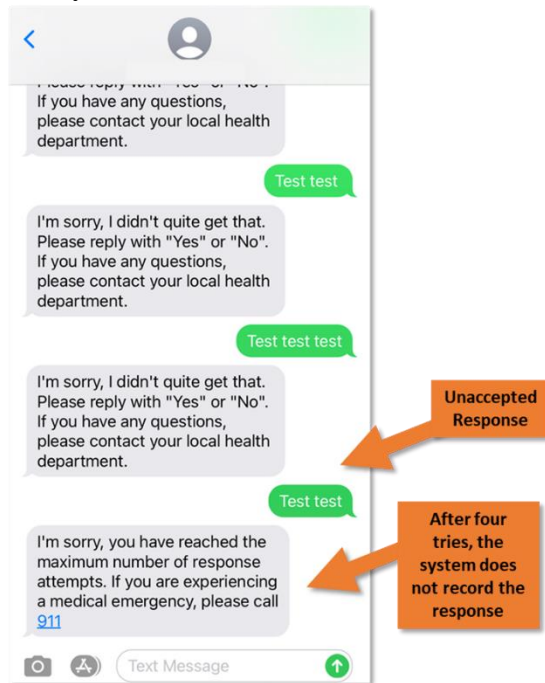 If you have any questions,
please contact your local health
department.
Test test
I'm sorry, I didn't quite get that.
Please reply with "Yes" or "No".
If you have any questions,
please contact your local health
department.
Test test test
I'm sorry, I didn't quite get that.
Please reply with "Yes" or "No".
If you have any questions,
please contact your local health
department.
Unaccepted
Response
Test test
I'm sorry, you have reached the
maximum number of response
attempts. If you are experiencing
a medical emergency, please call
911
After four
tries, the
system does
not record the
response
Text Message